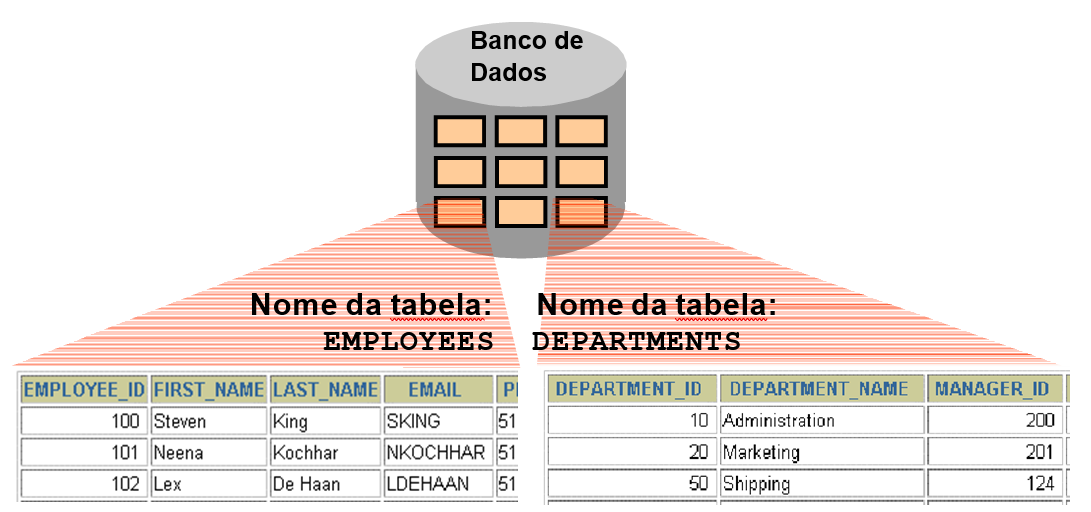 Banco de
Dados
Nome da tabela:
EMPLOYEES
Nome da tabela:
DEPARTMENTS
EMPLOYEE_ID FIRST_NAME LAST_NAME EMAIL
100 Steven King SKING 51
101 Neena Kochhar NKOCHHAR 51
102 Lex De Haan LDEHAAN 51
DEPARTMENT_ID DEPARTMENT_NAME MANAGER_ID
10 Administration 200
20 Marketing 201
50 Shipping 124